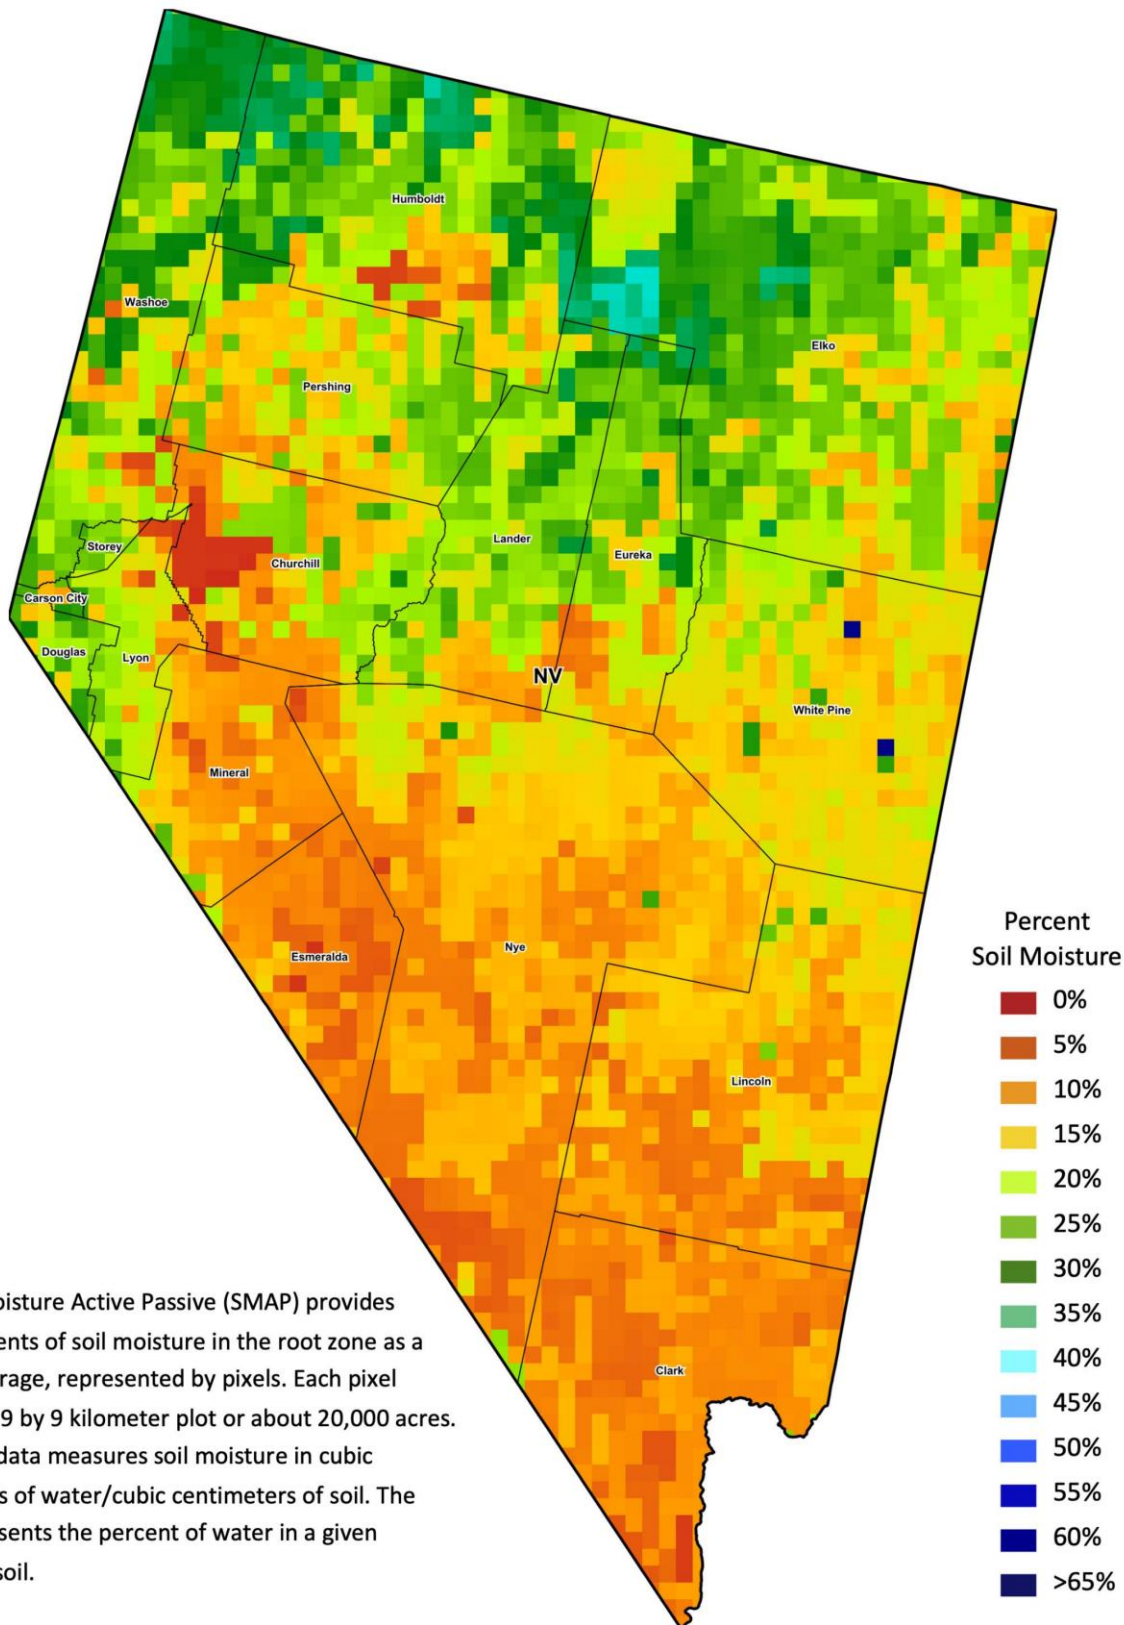 Humboldt
Washoe
Elko
Pershing
Lander
Storey
Eureka
Churchill
Carson City
Douglas
Lyon
NV
White Pine
Mineral
Nye
Esmeralda
Lincoln
Clark
Percent
Soil Moisture
0%
5%
10%
15%
20%
25%
30%
35%
40%
45%
50%
55%
60%
>65%
oisture Active Passive (SMAP) provides
ents of soil moisture in the root zone as a
rage, represented by pixels. Each pixel
9 by 9 kilometer plot or about 20,000 acres.
data measures soil moisture in cubic
s of water/cubic centimeters of soil. The
sents the percent of water in a given
soil.